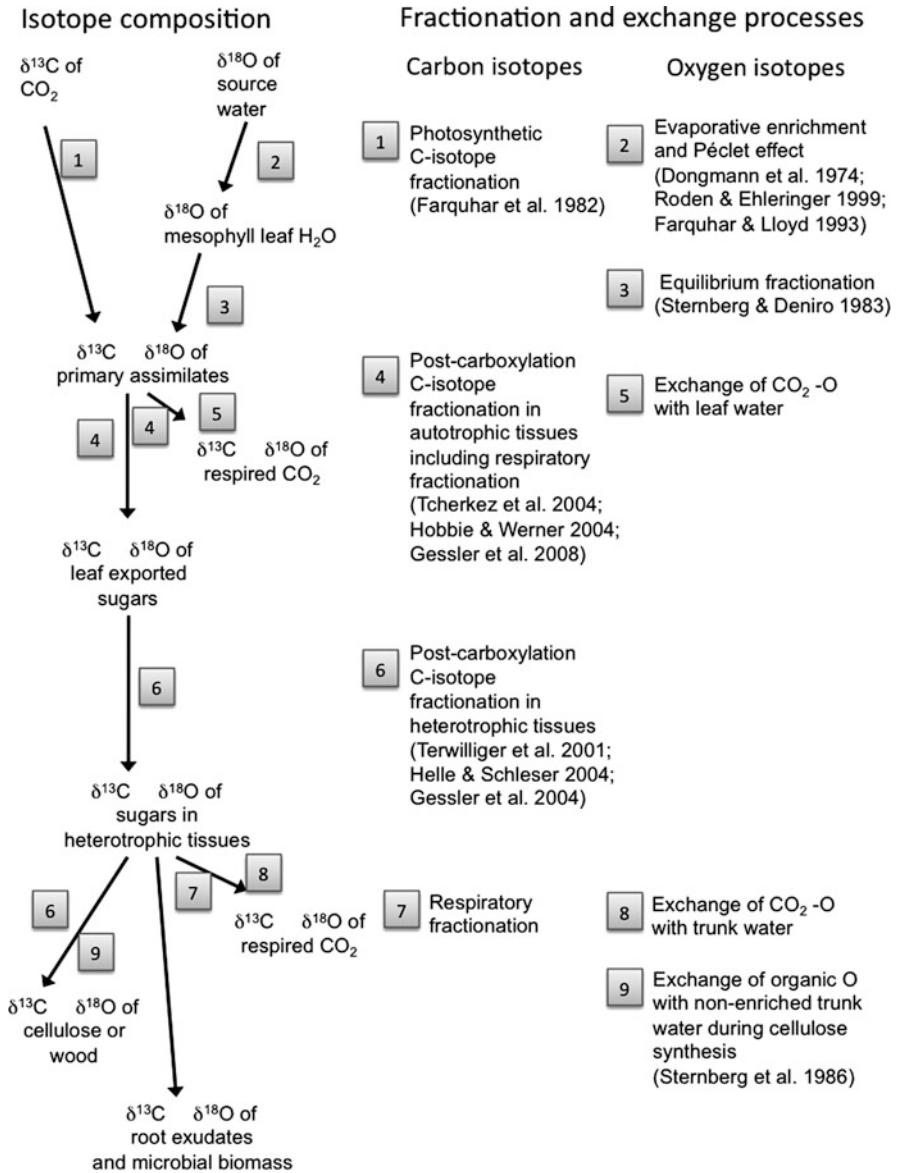 Isotope composition
δ13C of
CO2
δ18O of
source
water
1
2
δ18O of
mesophyll leaf H2O
3
δ13C δ18O of
primary assimilates
4
4
5
δ13C δ18O of
respired CO2
δ13C δ18O of
leaf exported
sugars
6
δ13C δ18O of
sugars in
heterotrophic tissues
6
9
7
8
δ13C δ18O of
respired CO2
δ13C δ18O of
cellulose or
wood
δ13C δ18O of
root exudates
and microbial biomass
Fractionation and exchange processes
Carbon isotopes
1
Photosynthetic
C-isotope
fractionation
(Farquhar et al. 1982)
4
Post-carboxylation
C-isotope
fractionation in
autotrophic tissues
including respiratory
fractionation
(Tcherkez et al. 2004;
Hobbie & Werner 2004;
Gessler et al. 2008)
6
Post-carboxylation
C-isotope
fractionation in
heterotrophic tissues
(Terwilliger et al. 2001;
Helle & Schleser 2004;
Gessler et al. 2004)
7
Respiratory
fractionation
Oxygen isotopes
2
Evaporative enrichment
and Péclet effect
(Dongmann et al. 1974;
Roden & Ehleringer 1999;
Farquhar & Lloyd 1993)
3
Equilibrium fractionation
(Sternberg & Deniro 1983)
5
Exchange of CO2 -O
with leaf water
8
Exchange of CO2 -O
with trunk water
9
Exchange of organic O
with non-enriched trunk
water during cellulose
synthesis
(Sternberg et al. 1986)